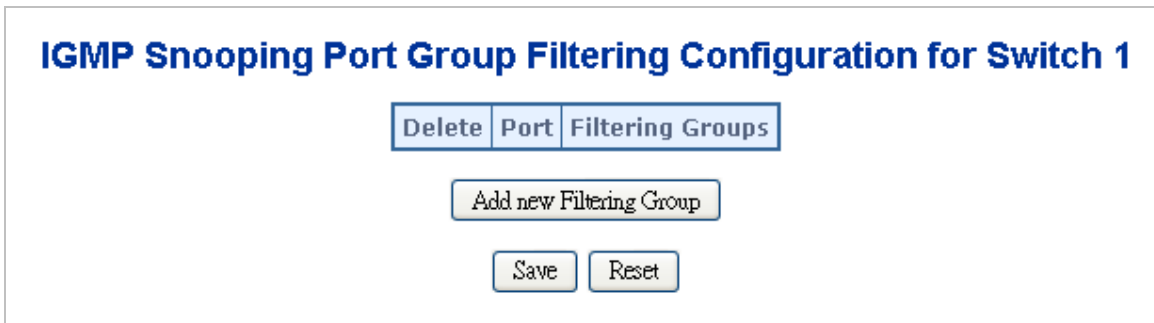 IGMP Snooping Port Group Filtering Configuration for Switch 1
Delete Port Filtering Groups
Add new Filtering Group
Save Reset